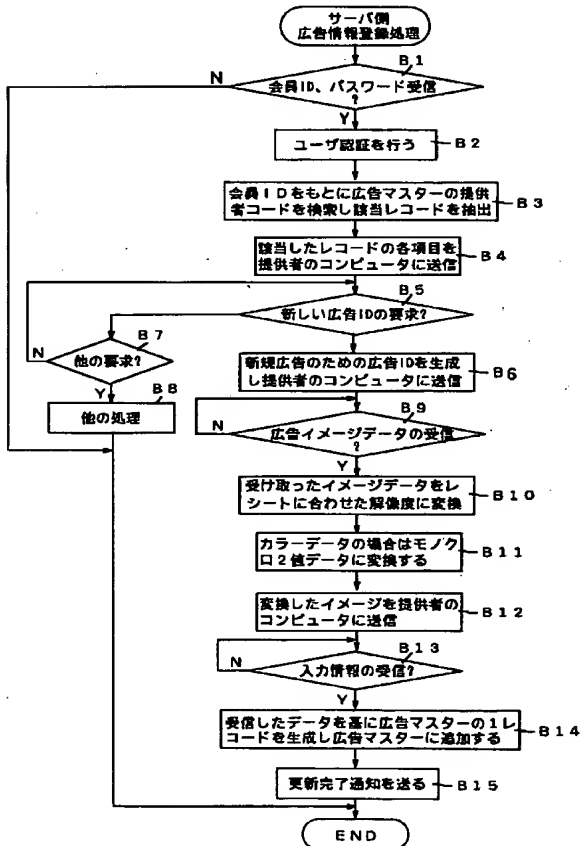 サーバ側
広告情報登録処理
B1
N
会員ID、パスワード受信
?
Y
ユーザ認証を行う
B2
会員IDをもとに広告マスターの提供
者コードを検索し該当レコードを抽出
B3
該当したレコードの各項目を
提供者のコンピュータに送信
B4
B5
新しい広告IDの要求?
B7
N
他の要求?
Y
B8
他の処理
新規広告のための広告IDを生成
し提供者のコンピュータに送信
B6
B9
N
広告イメージデータの受信
?
Y
受け取ったイメージデータをレ
シートに合わせた解像度に変換
B10
カラーデータの場合はモノク
ロ2値データに変換する
B11
変換したイメージを提供者の
コンピュータに送信
B12
B13
N
入力情報の受信?
Y
受信したデータを基に広告マスターの1レ
コードを生成し広告マスターに追加する
B14
更新完了通知を送る
B15
END